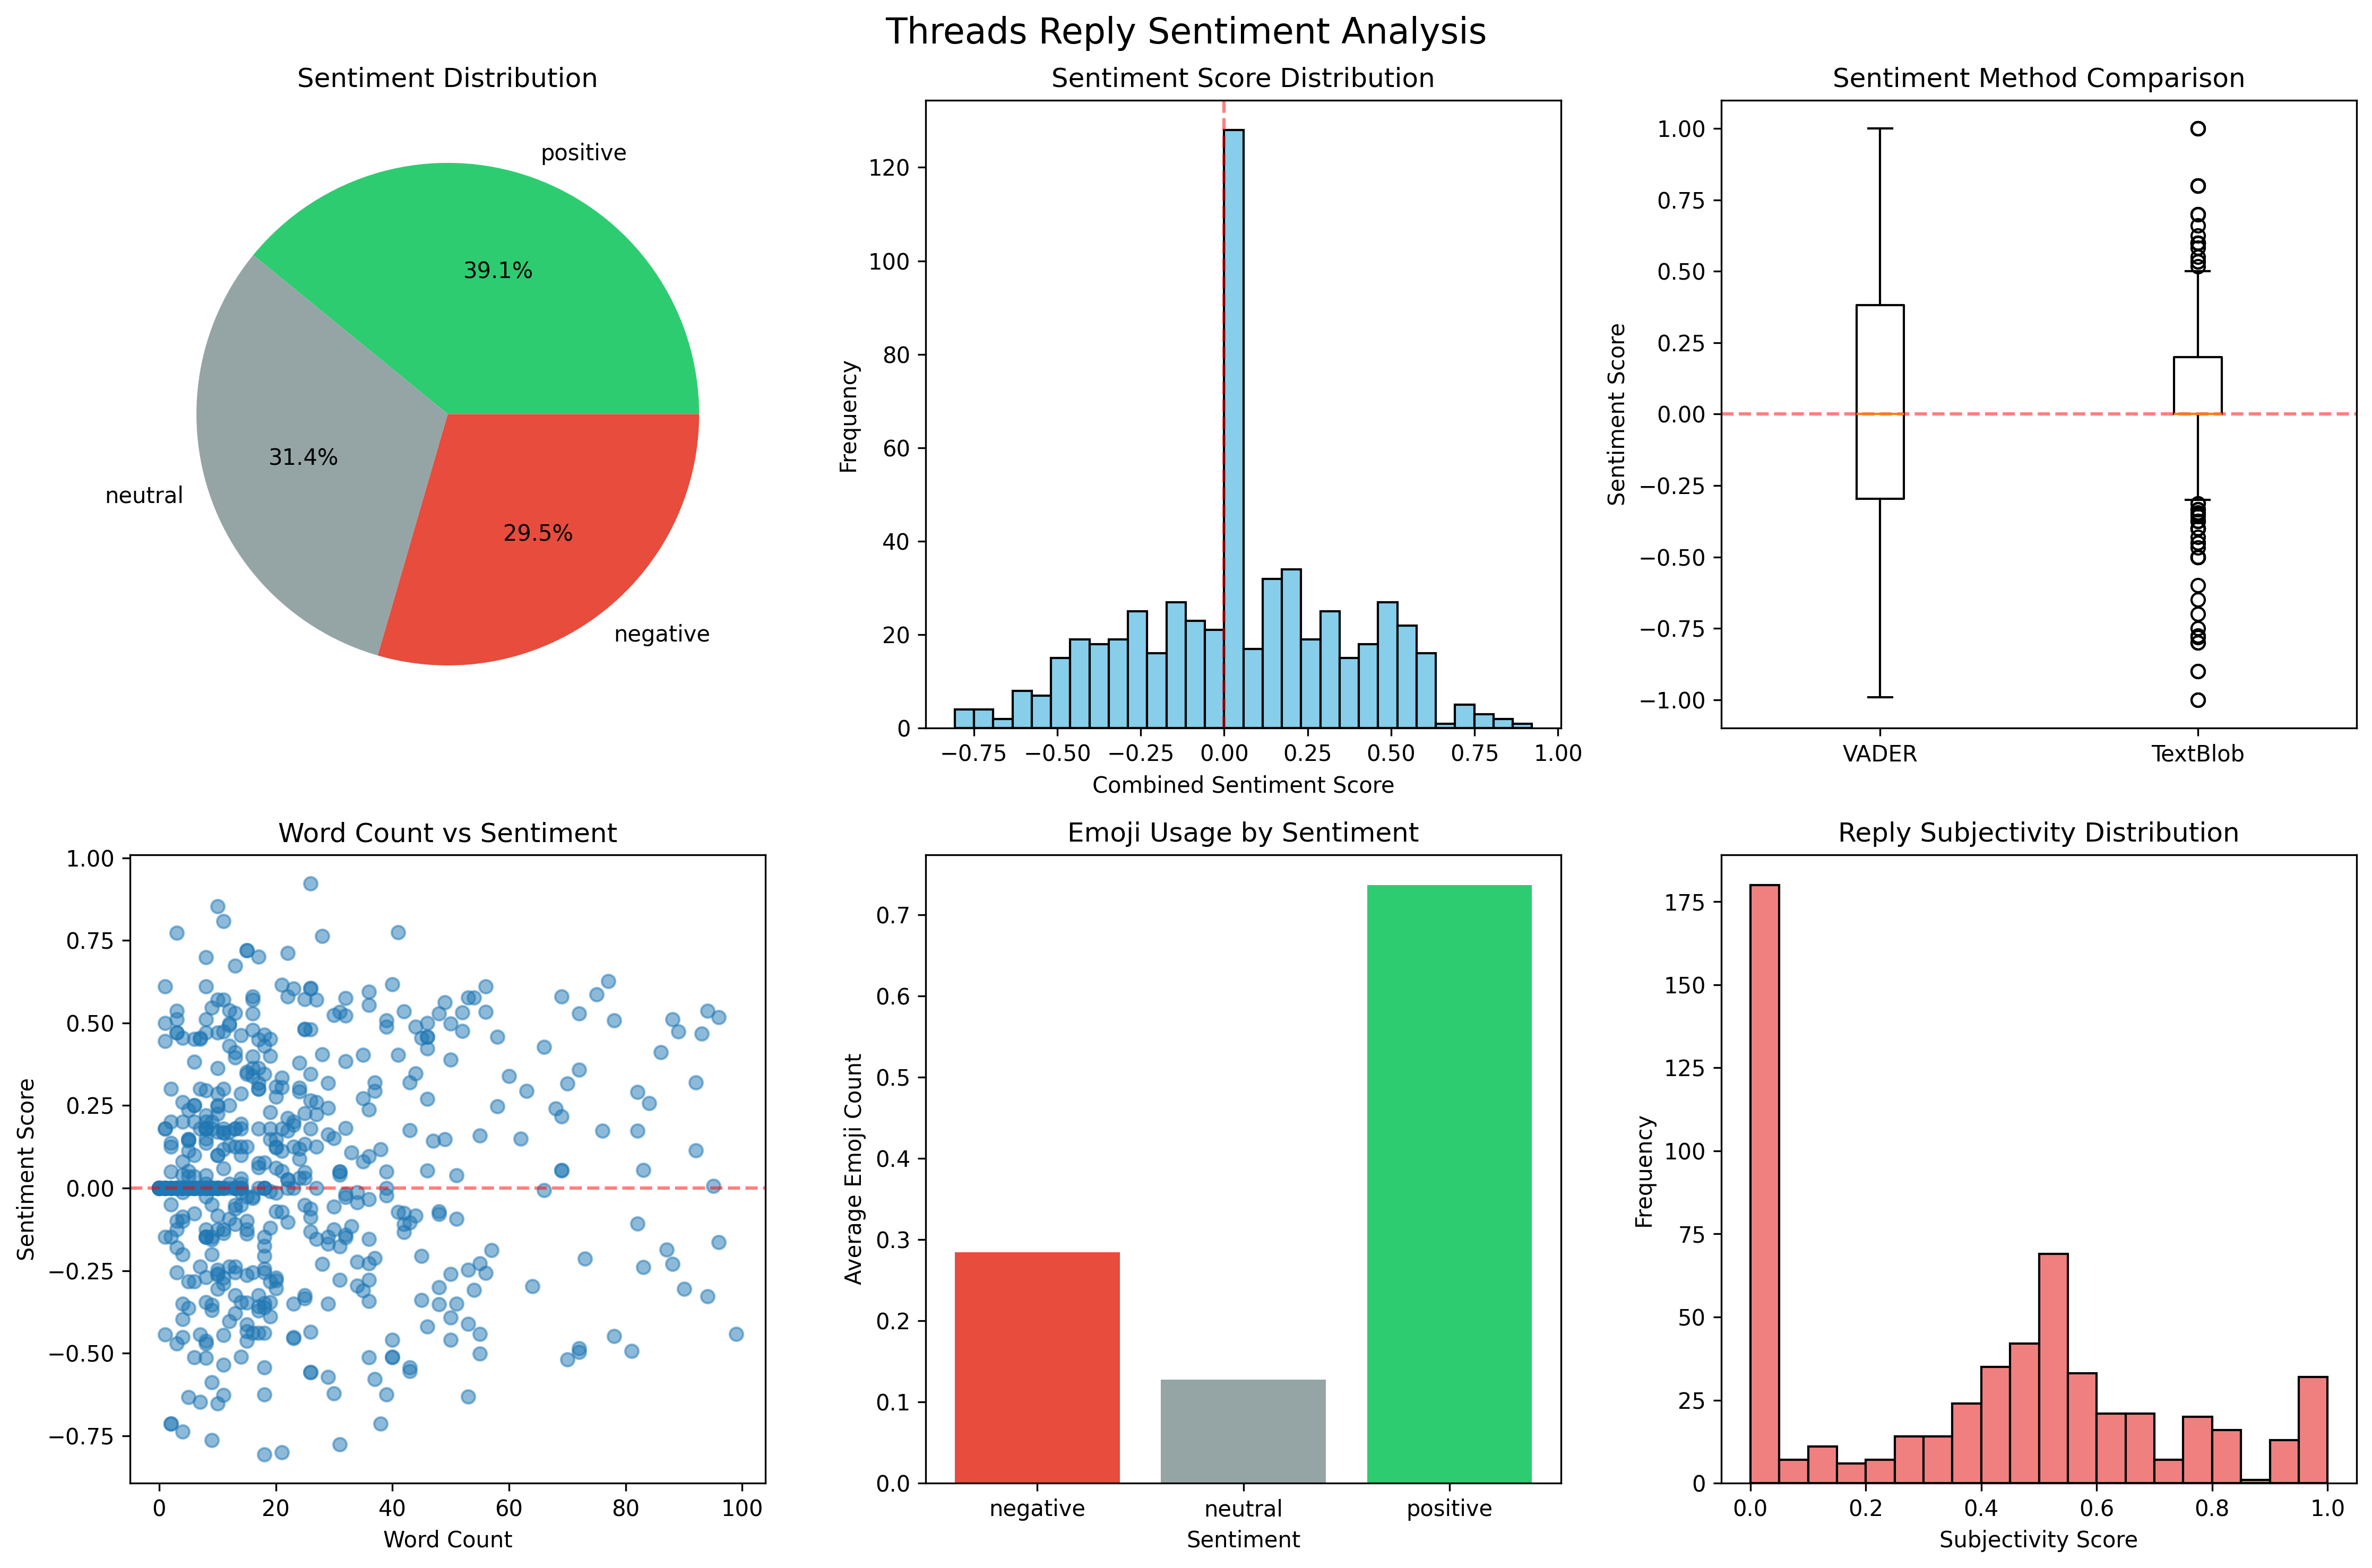 Threads Reply Sentiment Analysis
Sentiment Distribution
positive
39.1%
31.4%
neutral
29.5%
negative
Sentiment Score Distribution
Frequency
120
100
80
60
40
20
0
−0.75 −0.50 −0.25 0.00 0.25 0.50 0.75 1.00
Combined Sentiment Score
Sentiment Method Comparison
Sentiment Score
1.00
0.75
0.50
0.25
0.00
−0.25
−0.50
−0.75
−1.00
VADER TextBlob
Word Count vs Sentiment
Sentiment Score
1.00
0.75
0.50
0.25
0.00
−0.25
−0.50
−0.75
0 20 40 60 80 100
Word Count
Emoji Usage by Sentiment
Average Emoji Count
0.7
0.6
0.5
0.4
0.3
0.2
0.1
0.0
negative neutral positive
Sentiment
Reply Subjectivity Distribution
Frequency
175
150
125
100
75
50
25
0
0.0 0.2 0.4 0.6 0.8 1.0
Subjectivity Score